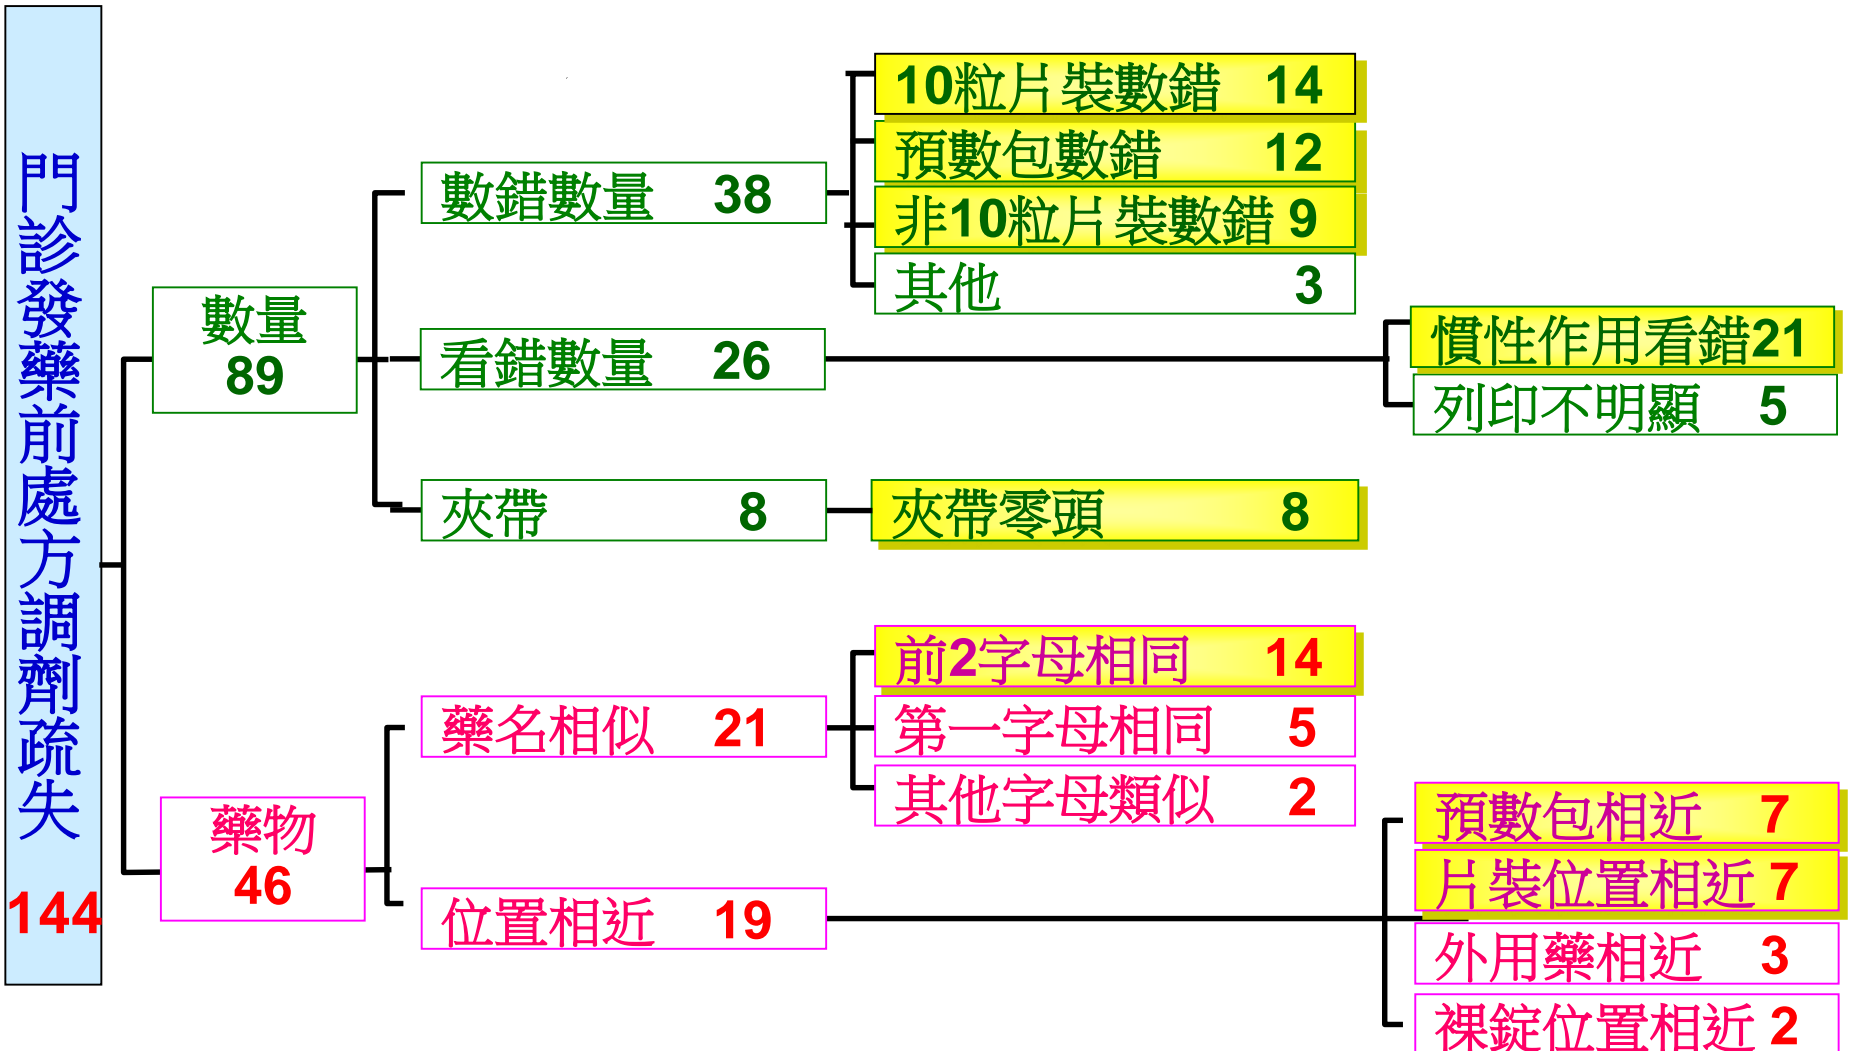 門診發藥前處方調劑疏失
144
數量
89
數錯數量 38
10粒片裝數錯 14
預數包數錯 12
非10粒片裝數錯 9
其他 3
看錯數量 26
慣性作用看錯21
列印不明顯 5
夾帶 8
夾帶零頭 8
藥物
46
藥名相似 21
前2字母相同 14
第一字母相同 5
其他字母類似 2
位置相近 19
預數包相近 7
片裝位置相近 7
外用藥相近 3
裸錠位置相近 2